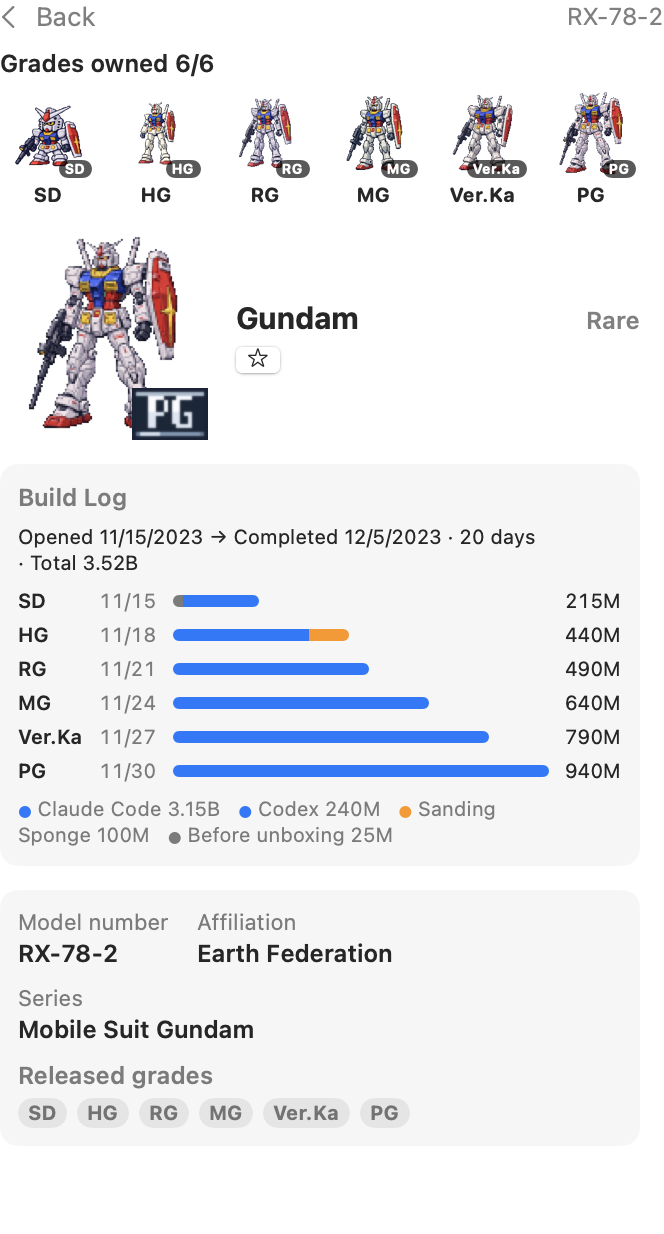 Back
RX-78-2
Grades owned 6/6
SD HG RG MG Ver.Ka PG
SD HG RG MG Ver.Ka PG
Gundam
Rare
PG
Build Log
Opened 11/15/2023 → Completed 12/5/2023 · 20 days
· Total 3.52B
SD 11/15 215M
HG 11/18 440M
RG 11/21 490M
MG 11/24 640M
Ver.Ka 11/27 790M
PG 11/30 940M
Claude Code 3.15B Codex 240M Sanding
Sponge 100M Before unboxing 25M
Model number Affiliation
RX-78-2 Earth Federation
Series
Mobile Suit Gundam
Released grades
SD HG RG MG Ver.Ka PG